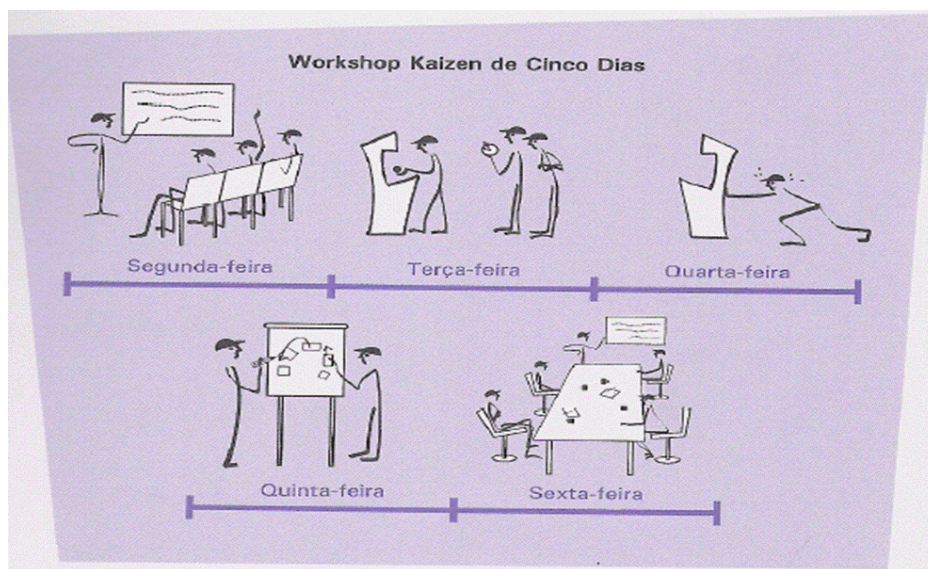 Workshop Kaizen de Cinco Dias
Segunda-feira
Terça-feira
Quarta-feira
Quinta-feira
Sexta-feira